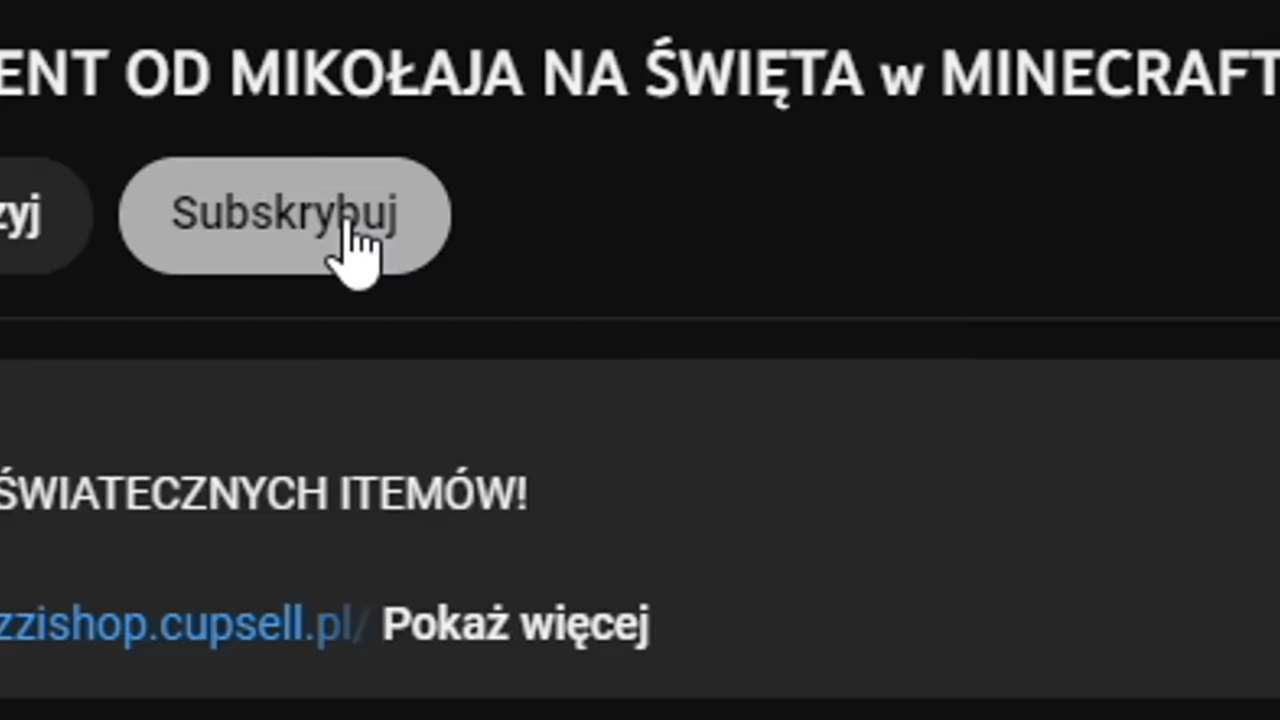 ENT OD MIKOŁAJA NA ŚWIĘTA w MINECRAFT
zyj Subskrybuj
ŚWIATECZNYCH ITEMÓW!
zzishop.cupsell.pl/ Pokaż więcej